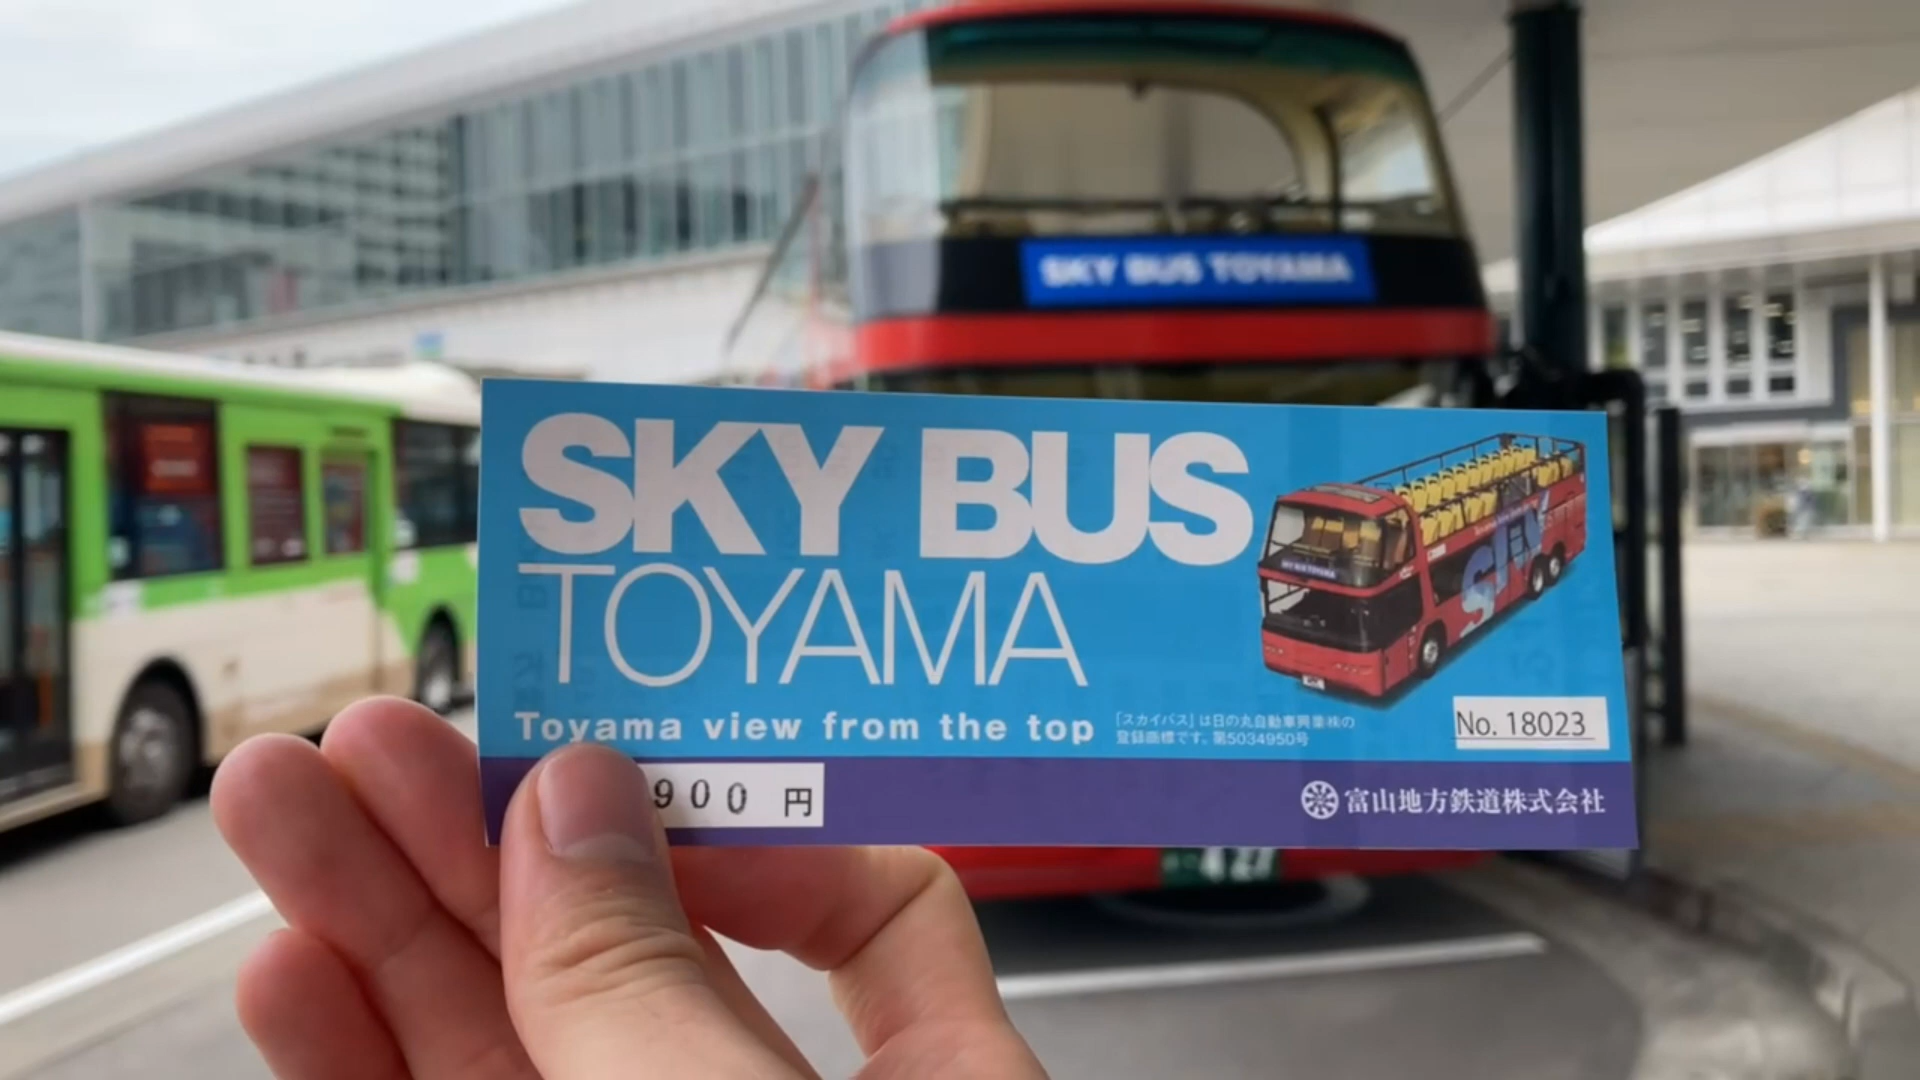 SKY BUS TOYAMA
SKY BUS
TOYAMA
Toyama view from the top
「スカイバス」は日の丸自動車興業㈱の
登録商標です。第5034950号
No. 18023
900 円
富山地方鉄道株式会社